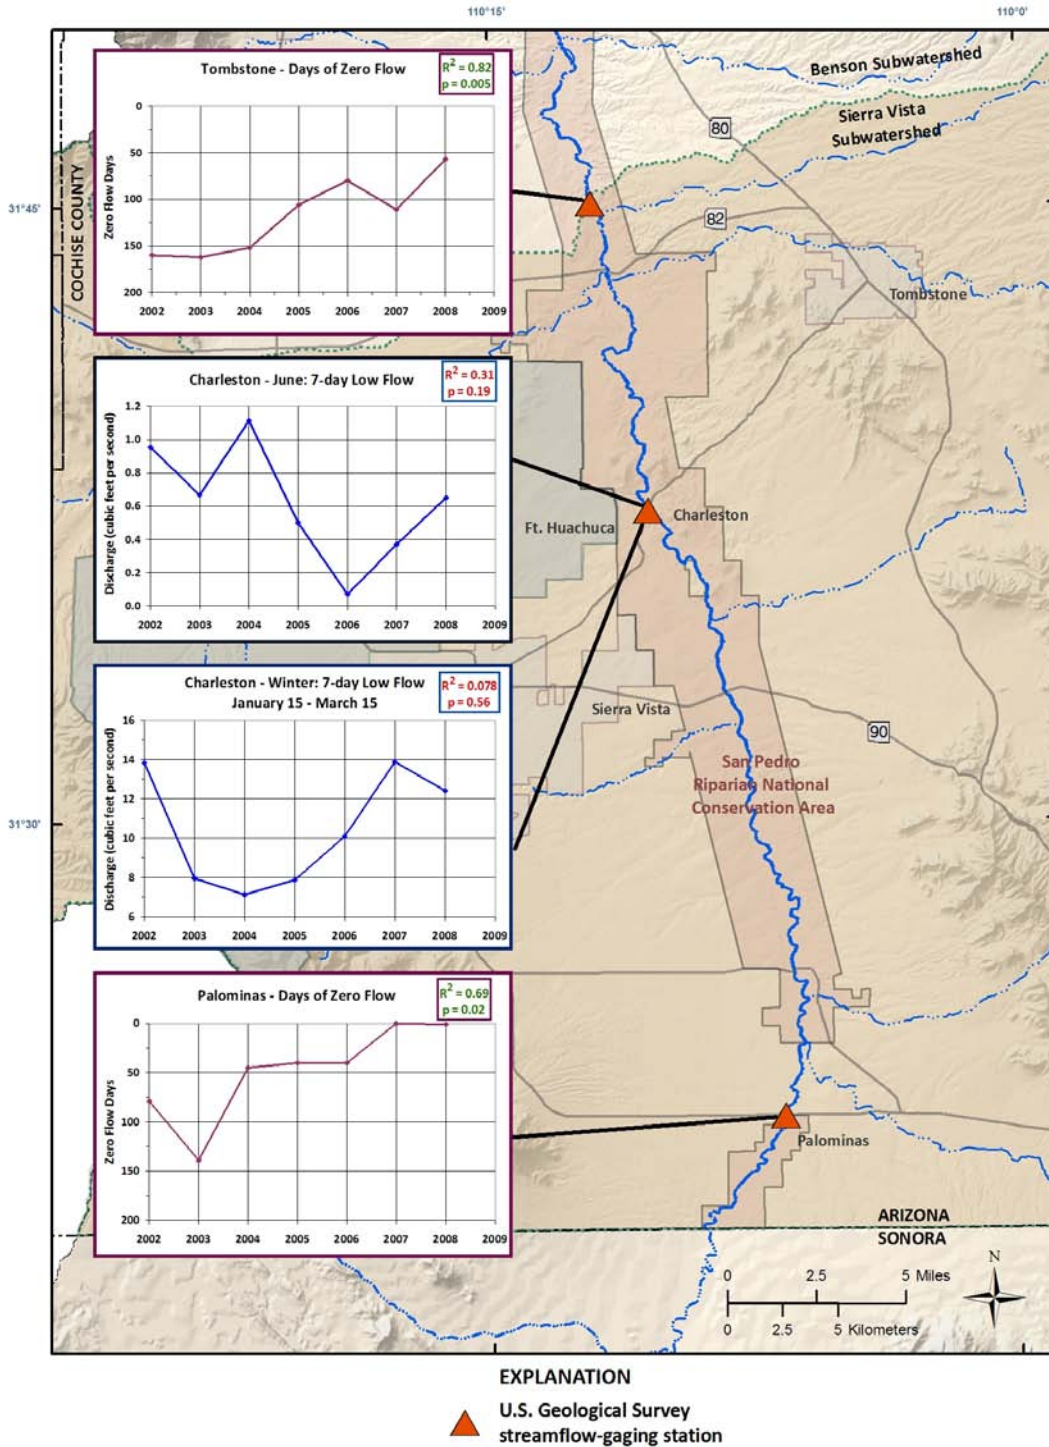 110°15'
110°0'
Tombstone - Days of Zero Flow
R² = 0.82
p = 0.005
Zero Flow Days
0
50
100
150
200
2002 2003 2004 2005 2006 2007 2008 2009
Charleston - June: 7-day Low Flow
R² = 0.31
p = 0.19
Discharge (cubic feet per second)
1.2
1.0
0.8
0.6
0.4
0.2
0.0
2002 2003 2004 2005 2006 2007 2008 2009
Charleston - Winter: 7-day Low Flow
January 15 - March 15
R² = 0.078
p = 0.56
Discharge (cubic feet per second)
16
14
12
10
8
6
2002 2003 2004 2005 2006 2007 2008 2009
Palominas - Days of Zero Flow
R² = 0.69
p = 0.02
Zero Flow Days
0
50
100
150
200
2002 2003 2004 2005 2006 2007 2008 2009
31°45'
31°30'
COCHISE COUNTY
Benson Subwatershed
Sierra Vista
Subwatershed
80
82
Tombstone
Ft. Huachuca
Charleston
Sierra Vista
90
San Pedro
Riparian National
Conservation Area
Palominas
ARIZONA
SONORA
N
0 2.5 5 Miles
0 2.5 5 Kilometers
EXPLANATION
U.S. Geological Survey
streamflow-gaging station